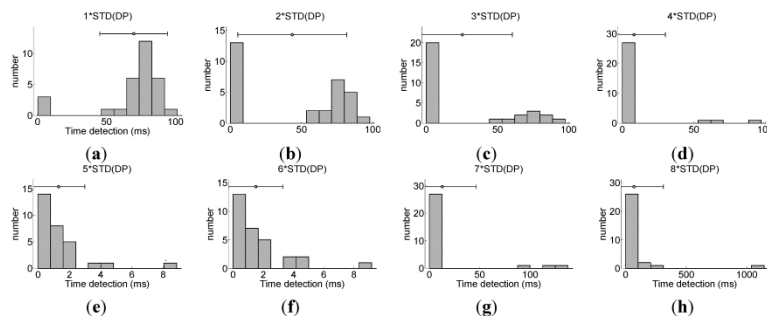 1*STD(DP) 2*STD(DP) 3*STD(DP) 4*STD(DP)
number 15 10 5 0 number 15 10 5 0 number 20 10 0 number 30 20 10 0
0 50 100 0 50 100 0 50 100 0 50 100
Time detection (ms) Time detection (ms) Time detection (ms) Time detection (ms)
(a) (b) (c) (d)
5*STD(DP) 6*STD(DP) 7*STD(DP) 8*STD(DP)
number 15 10 5 0 number 15 10 5 0 number 30 20 10 0 number 30 20 10 0
0 2 4 6 8 0 2 4 6 8 0 50 100 0 500 1000
Time detection (ms) Time detection (ms) Time detection (ms) Time detection (ms)
(e) (f) (g) (h)